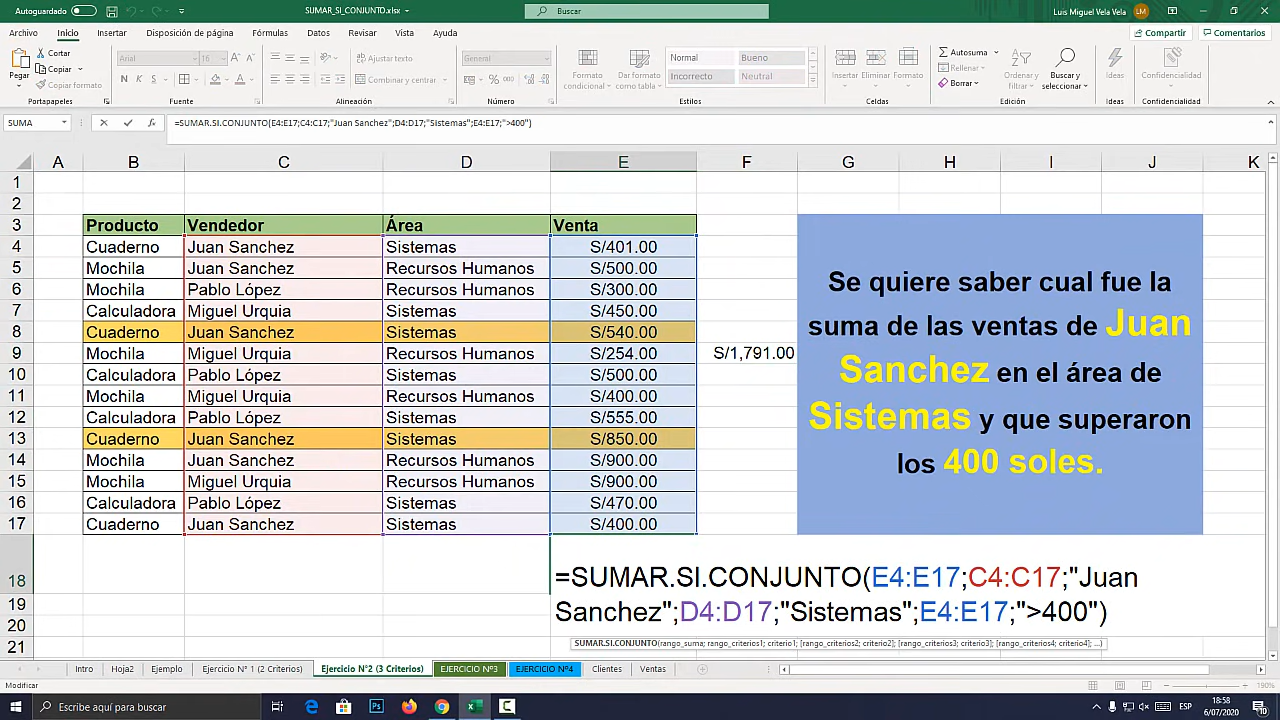 Autoguardado
SUMAR_SI_CONJUNTO.xlsx
Buscar
Luis Miguel Vela Vela
LM
Archivo
Inicio
Insertar
Disposición de página
Fórmulas
Datos
Revisar
Vista
Ayuda
Compartir
Comentarios
Pegar
Cortar
Copiar
Copiar formato
Portapapeles
Arial
16
N K S
Fuente
Ajustar texto
Combinar y centrar
Alineación
General
% 000
Número
Formato condicional
Dar formato como tabla
Normal
Bueno
Incorrecto
Neutral
Estilos
Insertar
Eliminar
Formato
Celdas
Autosuma
Rellenar
Borrar
Ordenar y filtrar
Buscar y seleccionar
Edición
Ideas
Ideas
Confidencialidad
Confidencialidad
SUMA
=SUMAR.SI.CONJUNTO(E4:E17;C4:C17;"Juan Sanchez";D4:D17;"Sistemas";E4:E17;">400")
A B C D E F G H I J K
1
2
3 Producto Vendedor Área Venta
4 Cuaderno Juan Sanchez Sistemas S/401.00
5 Mochila Juan Sanchez Recursos Humanos S/500.00
6 Mochila Pablo López Recursos Humanos S/300.00
7 Calculadora Miguel Urquia Sistemas S/450.00
8 Cuaderno Juan Sanchez Sistemas S/540.00
9 Mochila Miguel Urquia Recursos Humanos S/254.00 S/1,791.00
10 Calculadora Pablo López Sistemas S/500.00
11 Mochila Miguel Urquia Recursos Humanos S/400.00
12 Calculadora Pablo López Sistemas S/555.00
13 Cuaderno Juan Sanchez Sistemas S/850.00
14 Mochila Juan Sanchez Recursos Humanos S/900.00
15 Mochila Miguel Urquia Recursos Humanos S/900.00
16 Calculadora Pablo López Sistemas S/470.00
17 Cuaderno Juan Sanchez Sistemas S/400.00
Se quiere saber cual fue la
suma de las ventas de Juan
Sanchez en el área de
Sistemas y que superaron
los 400 soles.
18
=SUMAR.SI.CONJUNTO(E4:E17;C4:C17;"Juan
Sanchez";D4:D17;"Sistemas";E4:E17;">400")
19
20
21
SUMAR.SI.CONJUNTO(rango_suma; rango_criterios1; criterio1; [rango_criterios2; criterio2]; [rango_criterios3; criterio3]; [rango_criterios4; criterio4]; ...)
Intro
Hoja2
Ejemplo
Ejercicio N° 1 (2 Criterios)
Ejercicio N°2 (3 Criterios)
EJERCICIO Nº3
EJERCICIO Nº4
Clientes
Ventas
Modificar
190%
Escribe aquí para buscar
ESP
18:58
6/07/2020